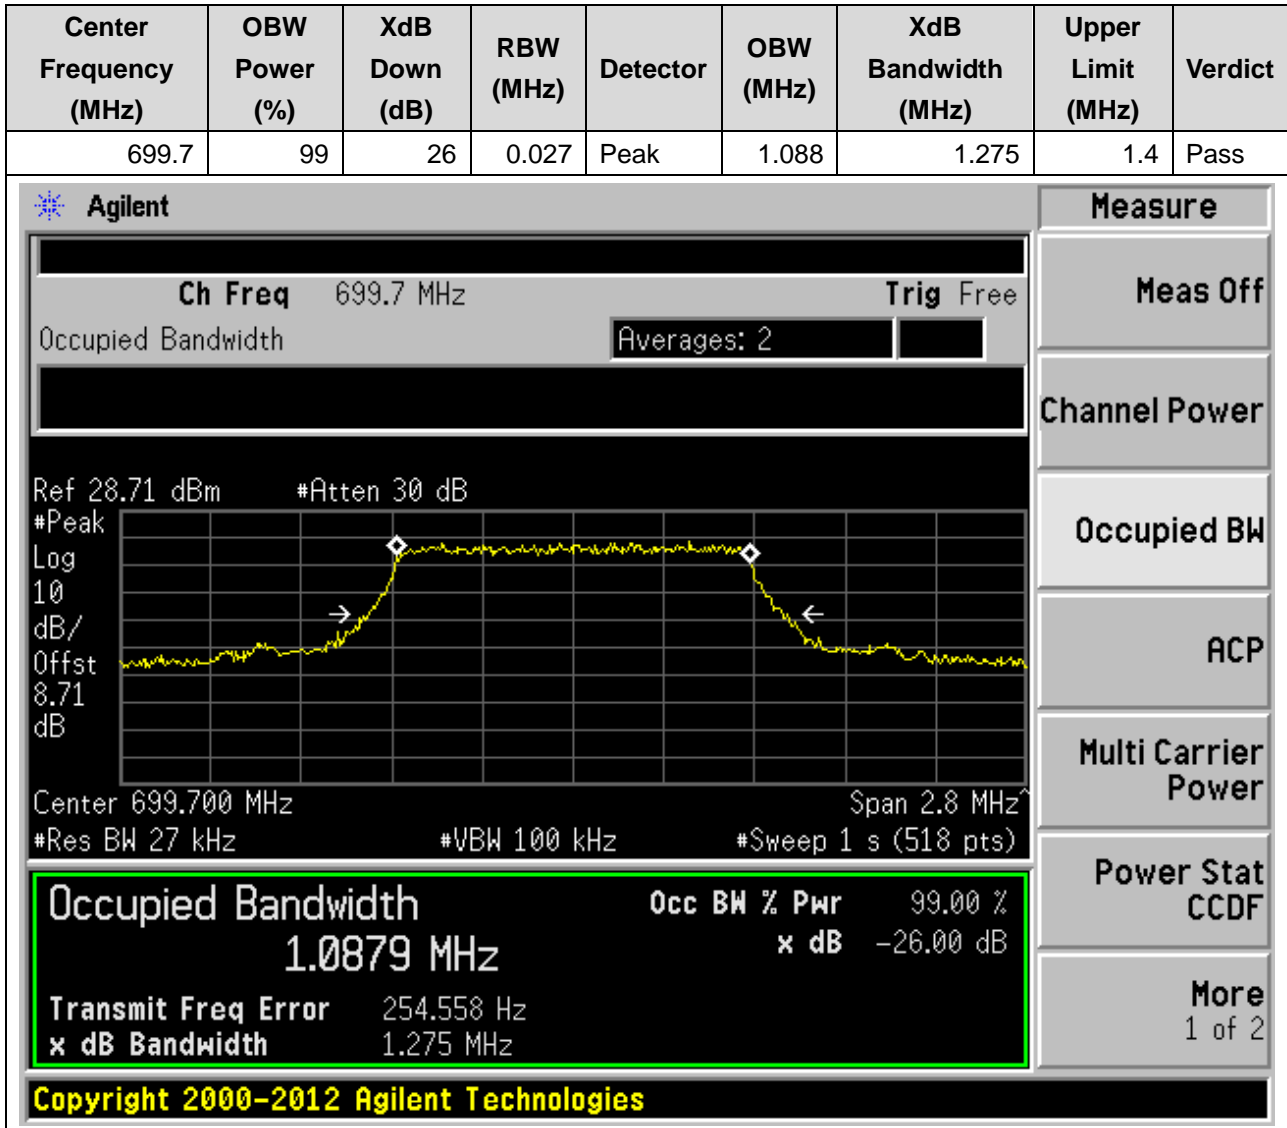 Center Frequency (MHz) OBW Power (%) XdB Down (dB) RBW (MHz) Detector OBW (MHz) XdB Bandwidth (MHz) Upper Limit (MHz) Verdict
699.7 99 26 0.027 Peak 1.088 1.275 1.4 Pass
Agilent
Measure
Ch Freq 699.7 MHz Trig Free
Meas Off
Occupied Bandwidth Averages: 2
Channel Power
Ref 28.71 dBm #Atten 30 dB
#Peak
Log
10
dB/
Offst
8.71
dB
Occupied BW
ACP
Multi Carrier
Power
Center 699.700 MHz Span 2.8 MHz^
#Res BW 27 kHz #VBW 100 kHz #Sweep 1 s (518 pts)
Power Stat
CCDF
Occupied Bandwidth Occ BW % Pwr 99.00 %
1.0879 MHz x dB -26.00 dB
Transmit Freq Error 254.558 Hz
x dB Bandwidth 1.275 MHz
More
1 of 2
Copyright 2000-2012 Agilent Technologies